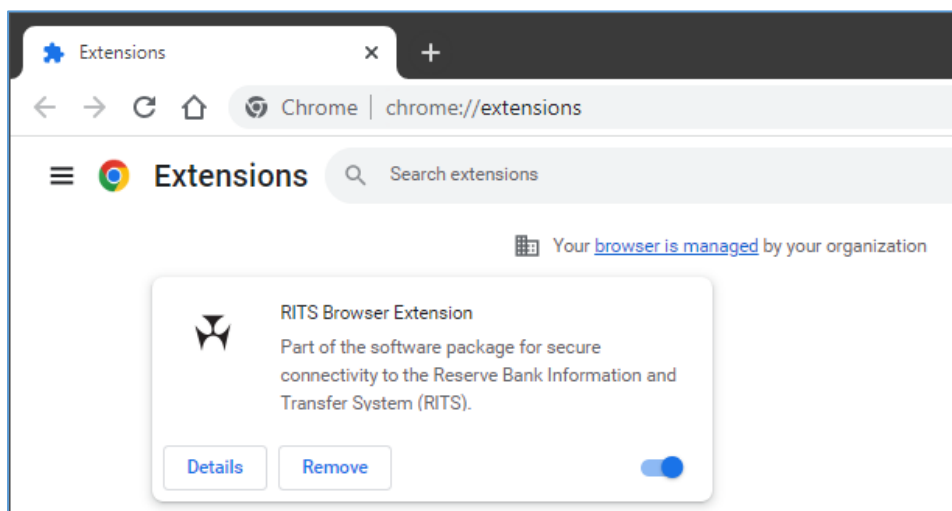 Extensions
Chrome | chrome://extensions
Extensions
Search extensions
Your browser is managed by your organization
RITS Browser Extension
Part of the software package for secure
connectivity to the Reserve Bank Information and
Transfer System (RITS).
Details Remove